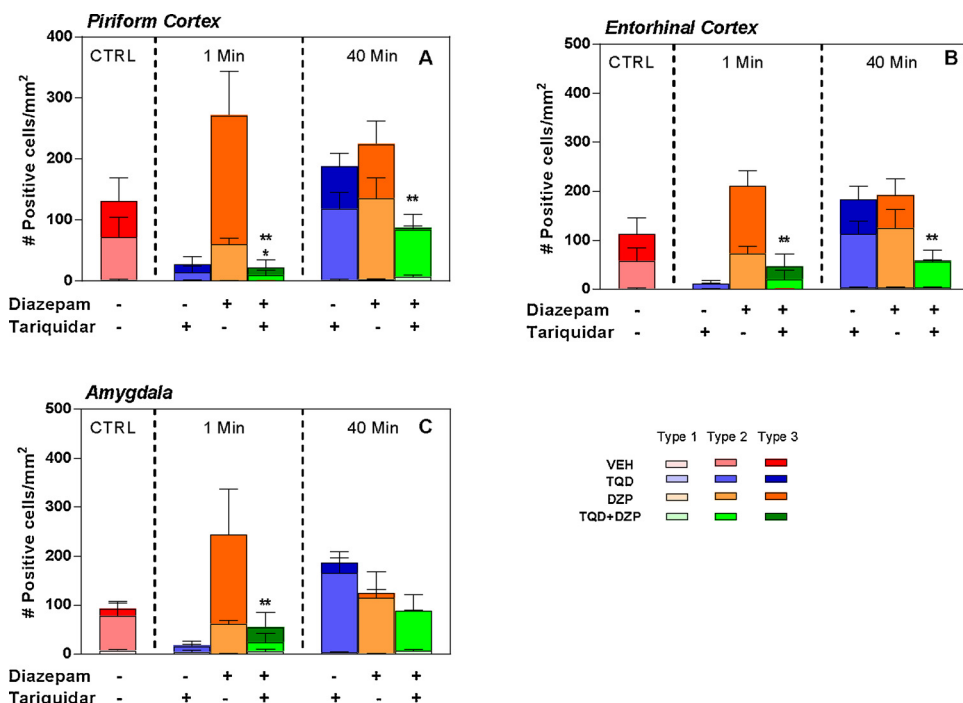 Piriform Cortex
400
300
200
100
0
# Positive cells/mm²
CTRL
1 Min
40 Min
A
**
*
**
Diazepam - - + + - + +
Tariquidar - + - + + - +
Entorhinal Cortex
500
400
300
200
100
0
# Positive cells/mm²
CTRL
1 Min
40 Min
B
**
**
Diazepam - - + + - + +
Tariquidar - + - + + - +
Amygdala
500
400
300
200
100
0
# Positive cells/mm²
CTRL
1 Min
40 Min
C
**
Diazepam - - + + - + +
Tariquidar - + - + + - +
Type 1 Type 2 Type 3
VEH
TQD
DZP
TQD+DZP